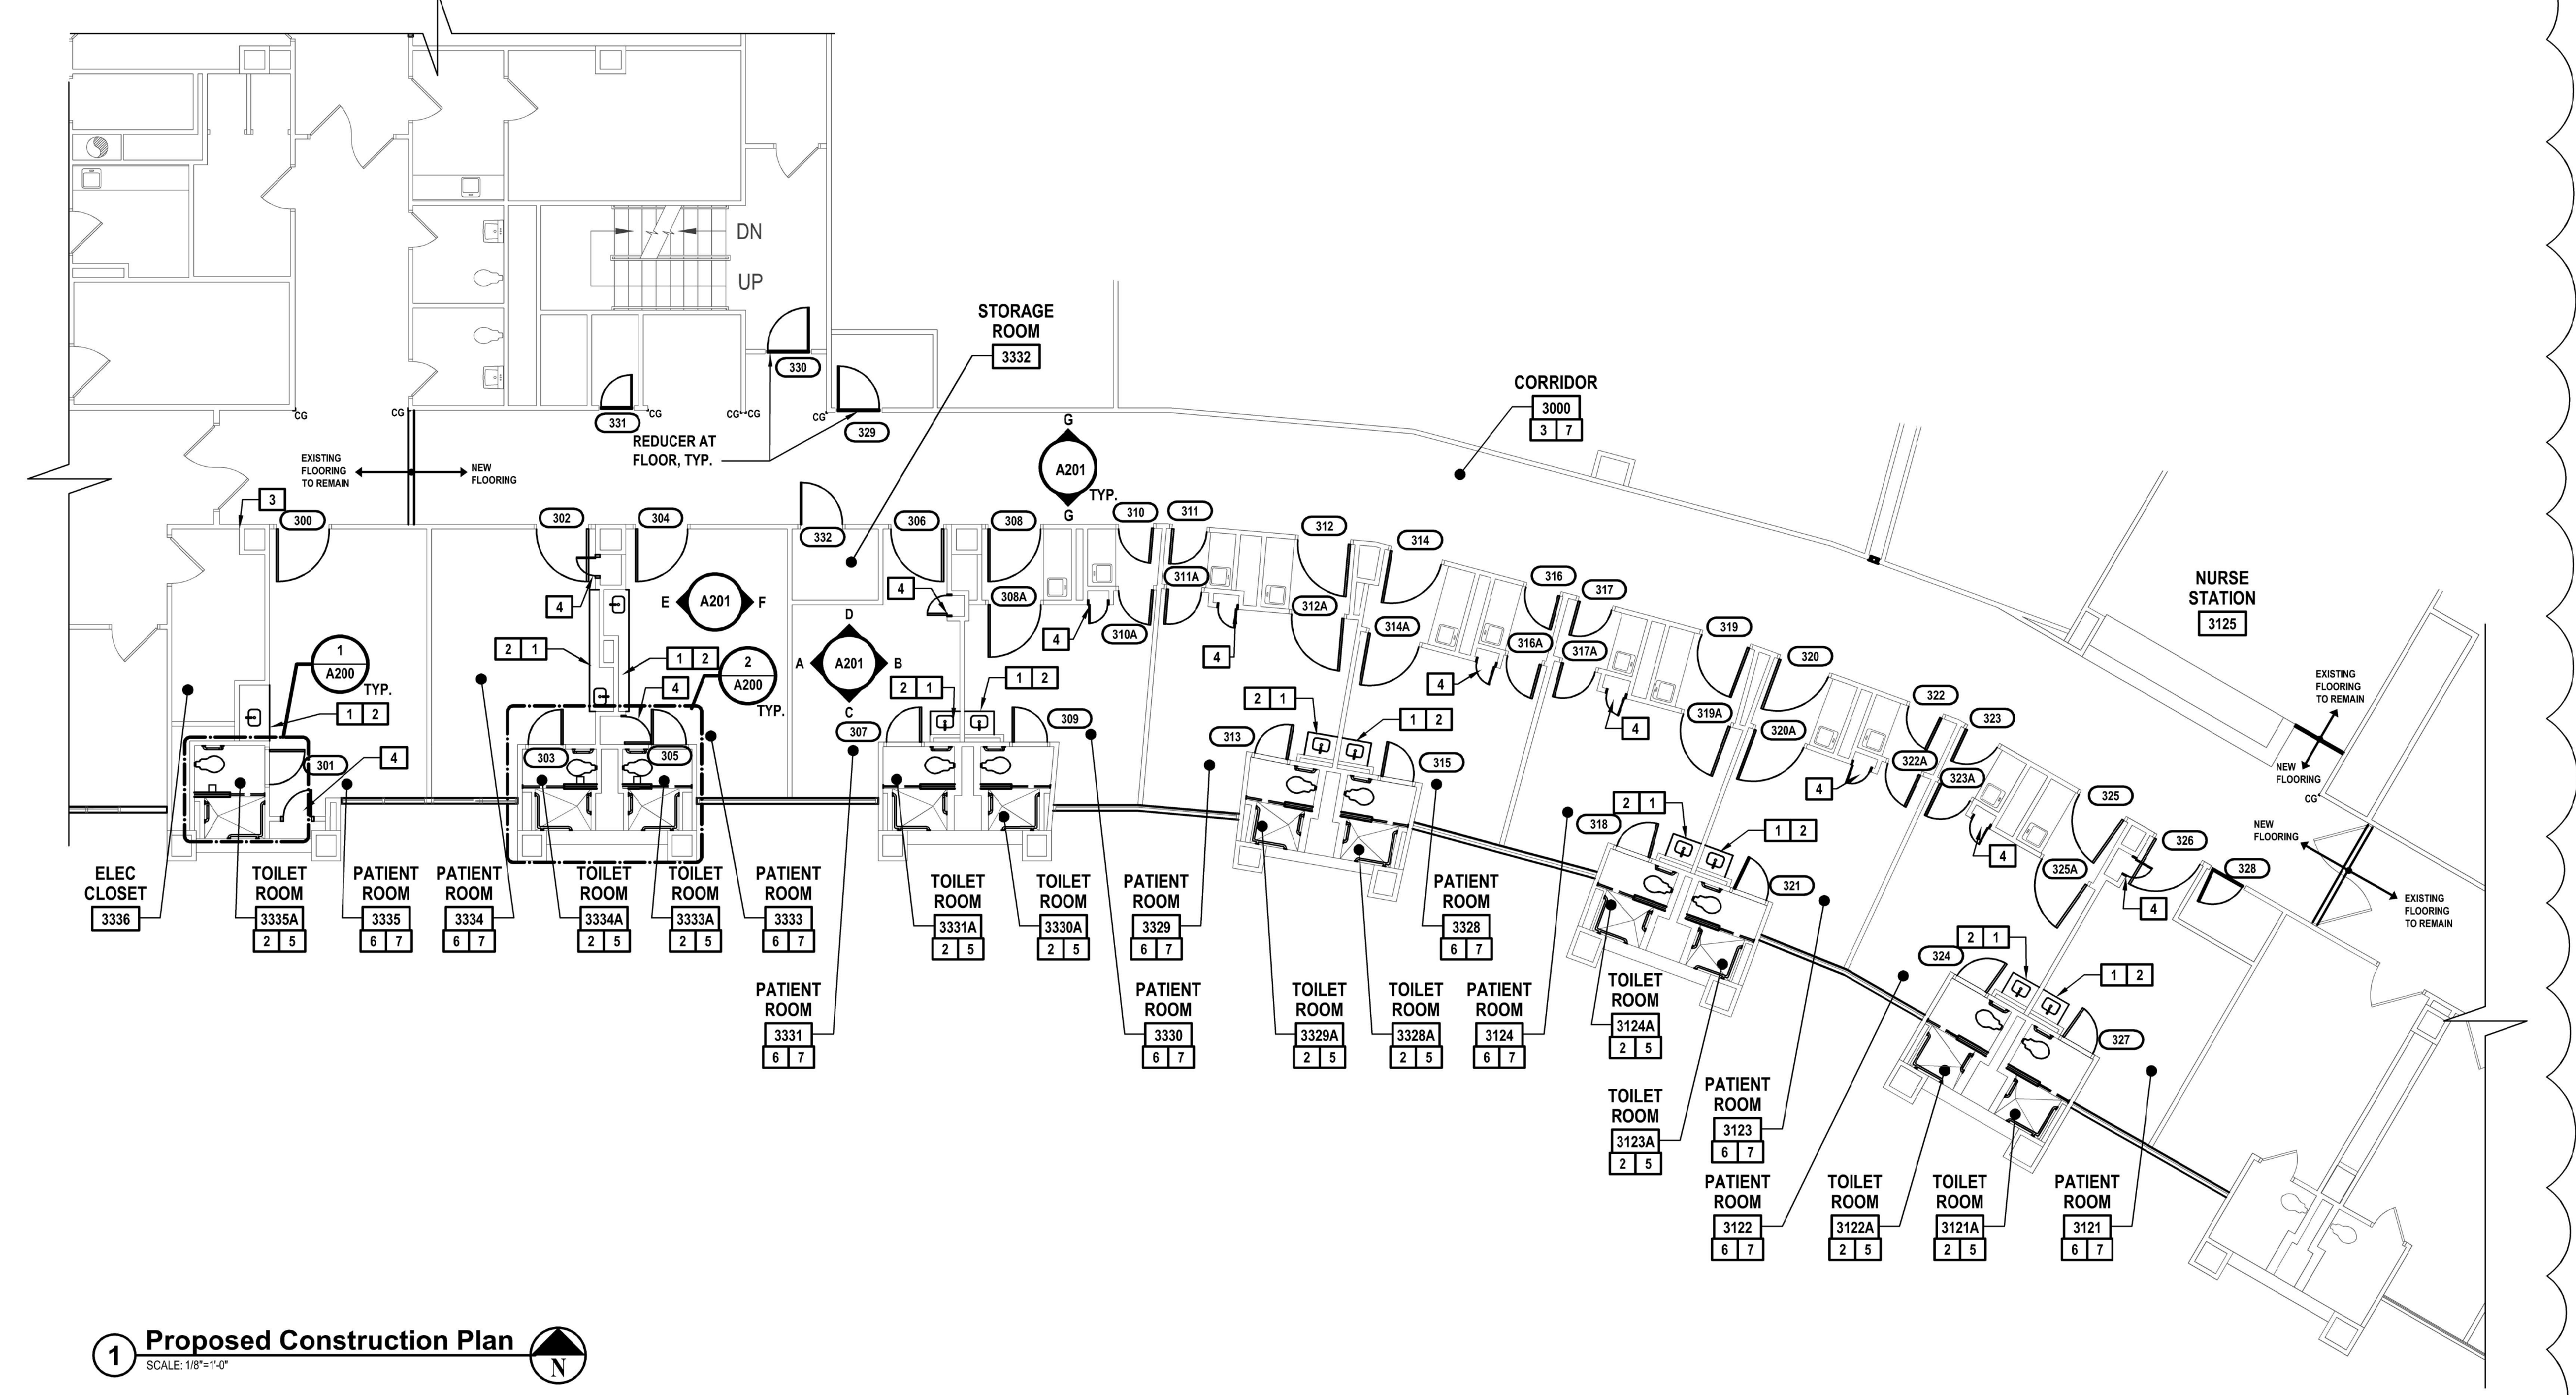 DN
UP
STORAGE
ROOM
3332
330
331
329
CG
CG
CG
CG
CG
CG
REDUCER AT
FLOOR, TYP.
EXISTING
FLOORING
TO REMAIN
NEW
FLOORING
G
A201
TYP.
G
CORRIDOR
3000
3 7
NURSE
STATION
3125
3
300
302
304
332
306
308
310
311
312
314
316
317
319
320
322
323
325
326
328
4
E A201 F
4
308A
4
310A
311A
4
312A
314A
4
316A
317A
4
319A
320A
4
322A
323A
4
325A
4
EXISTING
FLOORING
TO REMAIN
NEW
FLOORING
CG
NEW
FLOORING
EXISTING
FLOORING
TO REMAIN
1
A200
TYP.
1 2
301
4
2 1
1 2
4
2
A200
TYP.
303
305
D
A A201 B
C
307
2 1
1 2
309
313
2 1
1 2
315
318
2 1
1 2
321
324
2 1
1 2
327
ELEC
CLOSET
3336
TOILET
ROOM
3335A
2 5
PATIENT
ROOM
3335
6 7
PATIENT
ROOM
3334
6 7
TOILET
ROOM
3334A
2 5
TOILET
ROOM
3333A
2 5
PATIENT
ROOM
3333
6 7
TOILET
ROOM
3331A
2 5
TOILET
ROOM
3330A
2 5
PATIENT
ROOM
3329
6 7
PATIENT
ROOM
3328
6 7
PATIENT
ROOM
3331
6 7
PATIENT
ROOM
3330
6 7
TOILET
ROOM
3329A
2 5
TOILET
ROOM
3328A
2 5
PATIENT
ROOM
3124
6 7
TOILET
ROOM
3124A
2 5
TOILET
ROOM
3123A
2 5
PATIENT
ROOM
3123
6 7
PATIENT
ROOM
3122
6 7
TOILET
ROOM
3122A
2 5
TOILET
ROOM
3121A
2 5
PATIENT
ROOM
3121
6 7
1 Proposed Construction Plan
SCALE: 1/8"=1'-0"
N